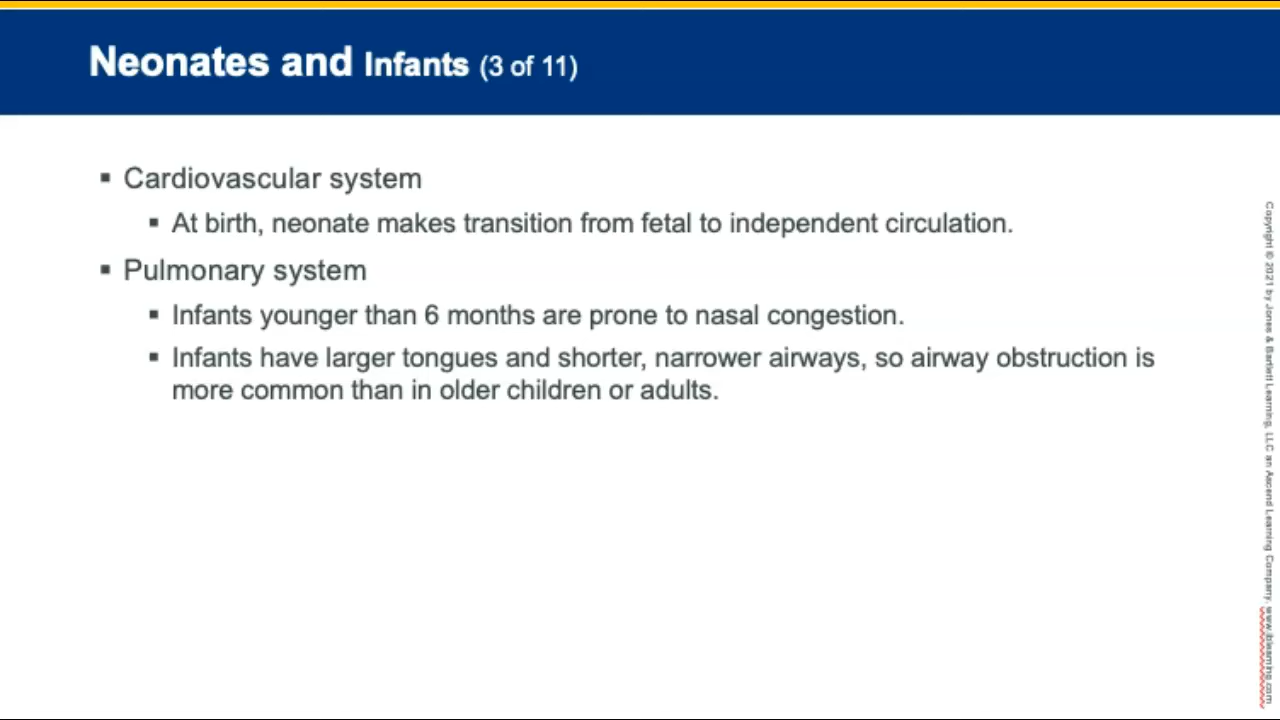 Neonates and Infants (3 of 11)
▪ Cardiovascular system
▪ At birth, neonate makes transition from fetal to independent circulation.
▪ Pulmonary system
▪ Infants younger than 6 months are prone to nasal congestion.
▪ Infants have larger tongues and shorter, narrower airways, so airway obstruction is
more common than in older children or adults.
Copyright © 2021 by Jones & Bartlett Learning, LLC an Ascend Learning Company. www.jblearning.com